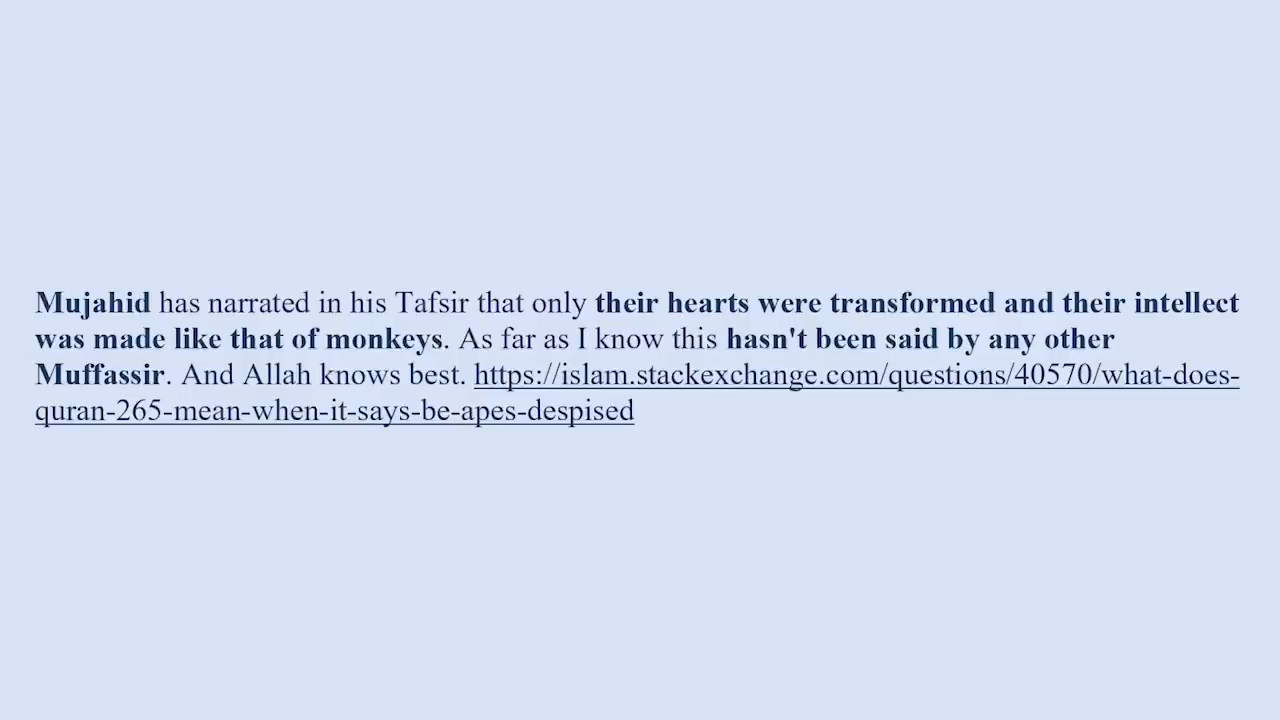 Mujahid has narrated in his Tafsir that only their hearts were transformed and their intellect
was made like that of monkeys. As far as I know this hasn't been said by any other
Muffassir. And Allah knows best. https://islam.stackexchange.com/questions/40570/what-does-
quran-265-mean-when-it-says-be-apes-despised